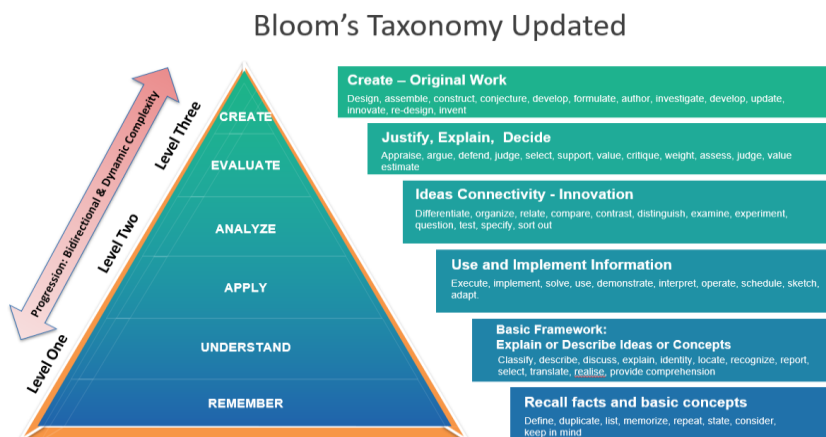 Bloom's Taxonomy Updated
Progression: Bidirectional & Dynamic Complexity
Level Three
Level Two
Level One
CREATE
EVALUATE
ANALYZE
APPLY
UNDERSTAND
REMEMBER
Create – Original Work
Design, assemble, construct, conjecture, develop, formulate, author, investigate, develop, update,
innovate, re-design, invent
Justify, Explain, Decide
Appraise, argue, defend, judge, select, support, value, critique, weight, assess, judge, value
estimate
Ideas Connectivity - Innovation
Differentiate, organize, relate, compare, contrast, distinguish, examine, experiment,
question, test, specify, sort out
Use and Implement Information
Execute, implement, solve, use, demonstrate, interpret, operate, schedule, sketch,
adapt.
Basic Framework:
Explain or Describe Ideas or Concepts
Classify, describe, discuss, explain, identity, locate, recognize, report,
select, translate, realise, provide comprehension
Recall facts and basic concepts
Define, duplicate, list, memorize, repeat, state, consider,
keep in mind